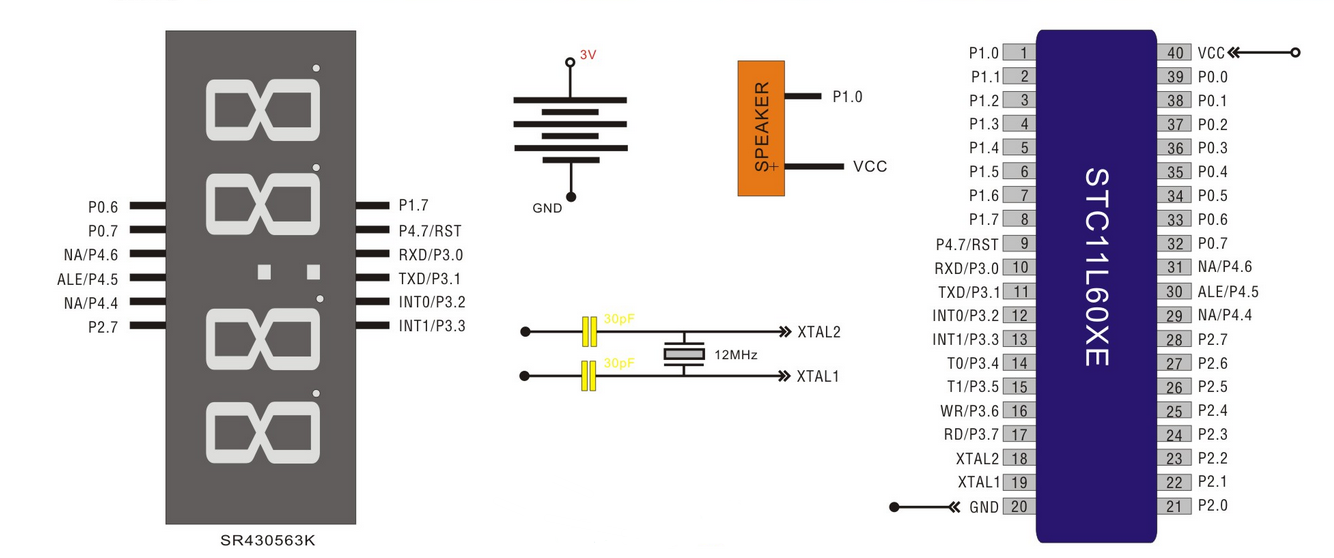 P0.6
P0.7
NA/P4.6
ALE/P4.5
NA/P4.4
P2.7
P1.7
P4.7/RST
RXD/P3.0
TXD/P3.1
INT0/P3.2
INT1/P3.3
SR430563K
3V
GND
SPEAKER
+
P1.0
VCC
30pF
XTAL2
12MHz
30pF
XTAL1
P1.0 1
P1.1 2
P1.2 3
P1.3 4
P1.4 5
P1.5 6
P1.6 7
P1.7 8
P4.7/RST 9
RXD/P3.0 10
TXD/P3.1 11
INT0/P3.2 12
INT1/P3.3 13
T0/P3.4 14
T1/P3.5 15
WR/P3.6 16
RD/P3.7 17
XTAL2 18
XTAL1 19
GND 20
STC11L60XE
40 VCC
39 P0.0
38 P0.1
37 P0.2
36 P0.3
35 P0.4
34 P0.5
33 P0.6
32 P0.7
31 NA/P4.6
30 ALE/P4.5
29 NA/P4.4
28 P2.7
27 P2.6
26 P2.5
25 P2.4
24 P2.3
23 P2.2
22 P2.1
21 P2.0